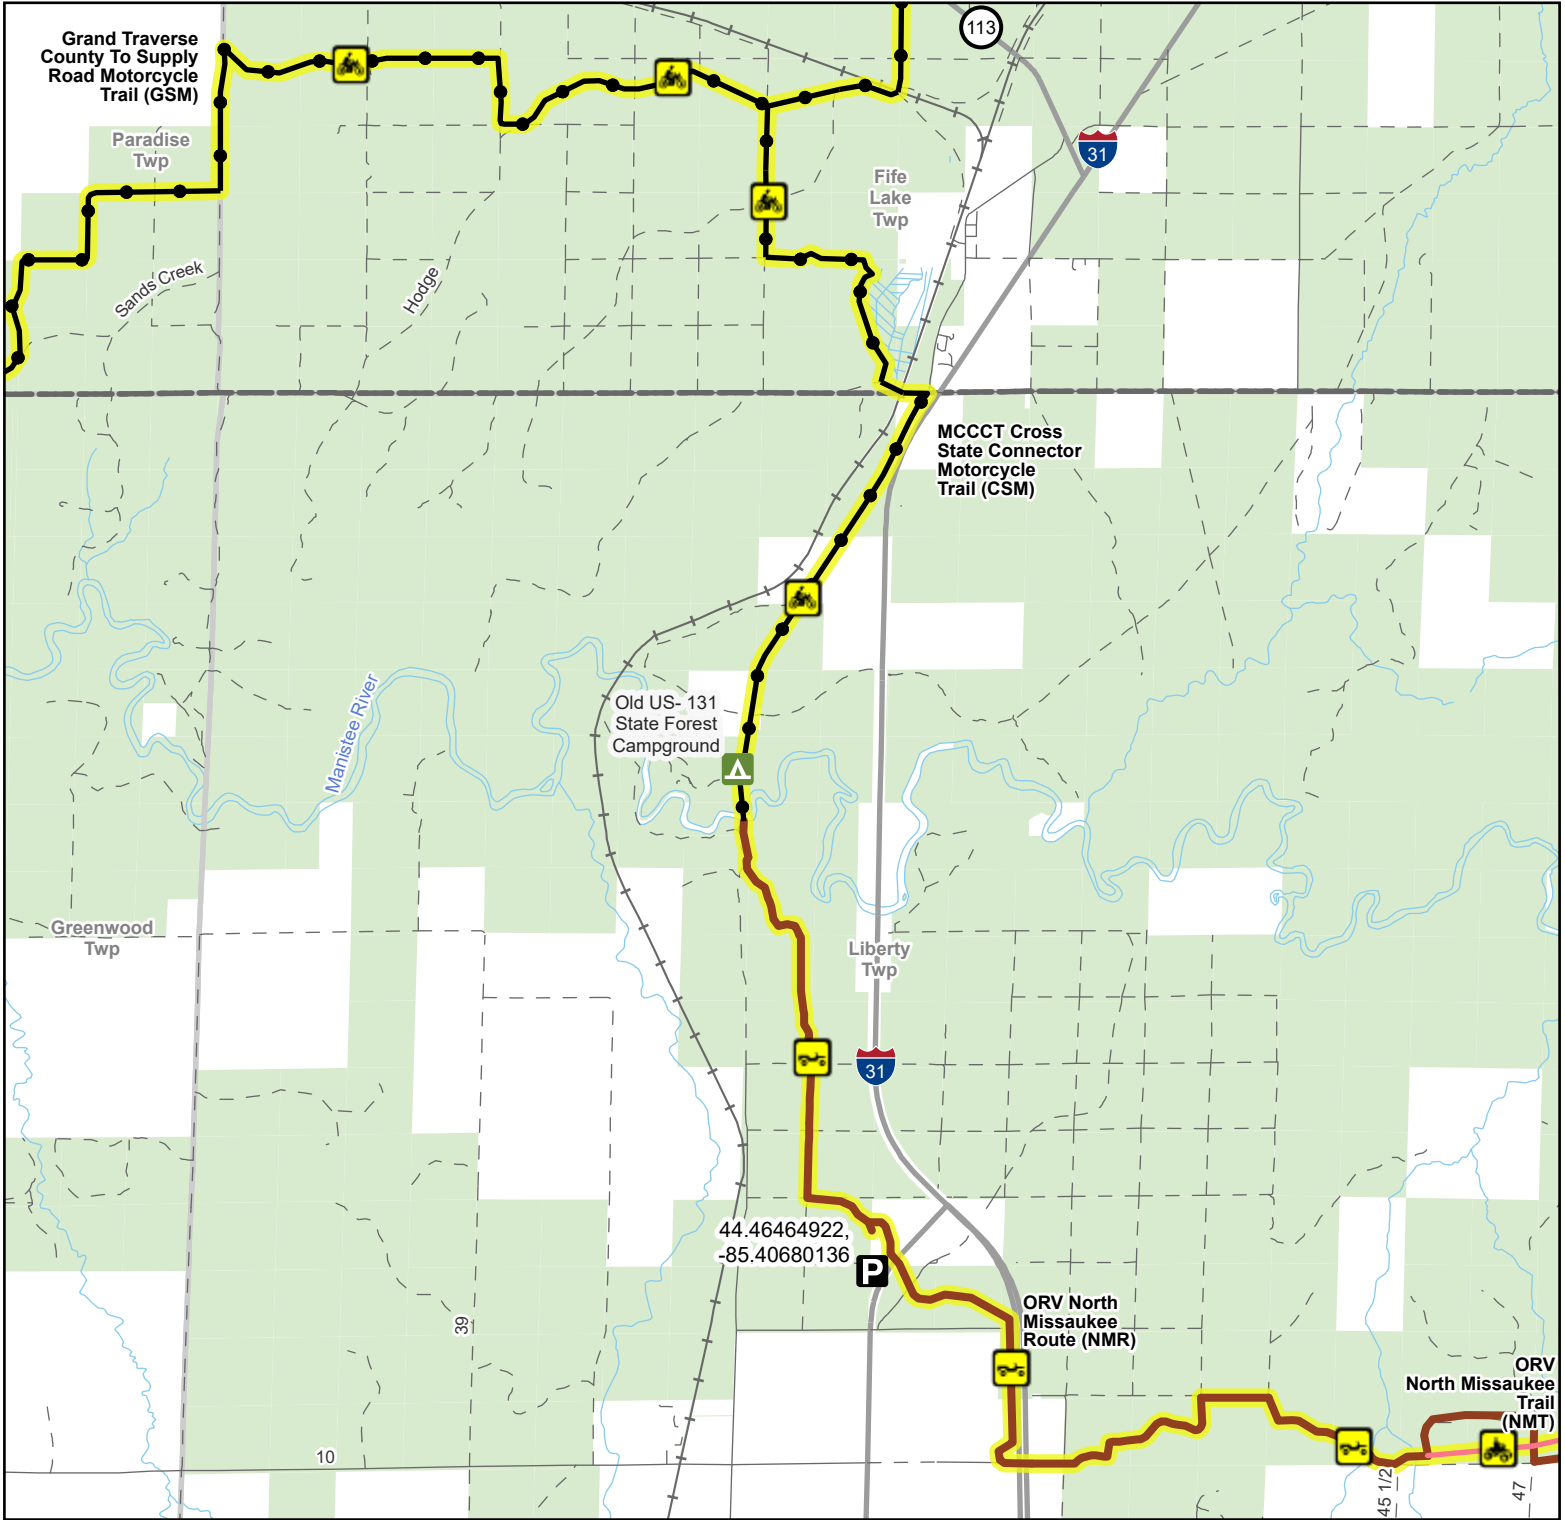 113
Grand Traverse
County To Supply
Road Motorcycle
Trail (GSM)
Paradise
Twp
31
Fife
Lake
Twp
Sands Creek
Hodge
MCCCT Cross
State Connector
Motorcycle
Trail (CSM)
Manistee River
Old US- 131
State Forest
Campground
Greenwood
Twp
Liberty
Twp
31
44.46464922,
-85.40680136
P
ORV North
Missaukee
Route (NMR)
39
ORV
North Missaukee
Trail
(NMT)
10
45 1/2
47